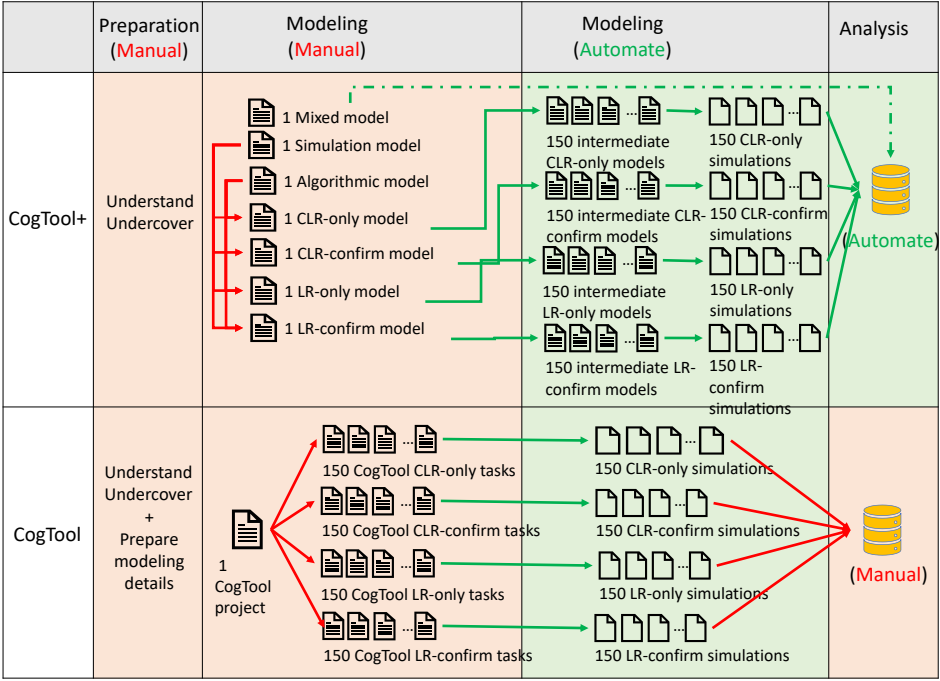 Preparation
(Manual)
Modeling
(Manual)
Modeling
(Automate)
Analysis
CogTool+
Understand
Undercover
1 Mixed model
1 Simulation model
1 Algorithmic model
1 CLR-only model
1 CLR-confirm model
1 LR-only model
1 LR-confirm model
...
150 intermediate
CLR-only models
...
150 CLR-only
simulations
...
150 intermediate CLR-
confirm models
...
150 CLR-confirm
simulations
...
150 intermediate
LR-only models
...
150 LR-only
simulations
...
150 intermediate LR-
confirm models
...
150 LR-
confirm
simulations
(Automate)
CogTool
Understand
Undercover
+
Prepare
modeling
details
1
CogTool
project
...
150 CogTool CLR-only tasks
...
150 CLR-only simulations
...
150 CogTool CLR-confirm tasks
...
150 CLR-confirm simulations
...
150 CogTool LR-only tasks
...
150 LR-only simulations
...
150 CogTool LR-confirm tasks
...
150 LR-confirm simulations
(Manual)